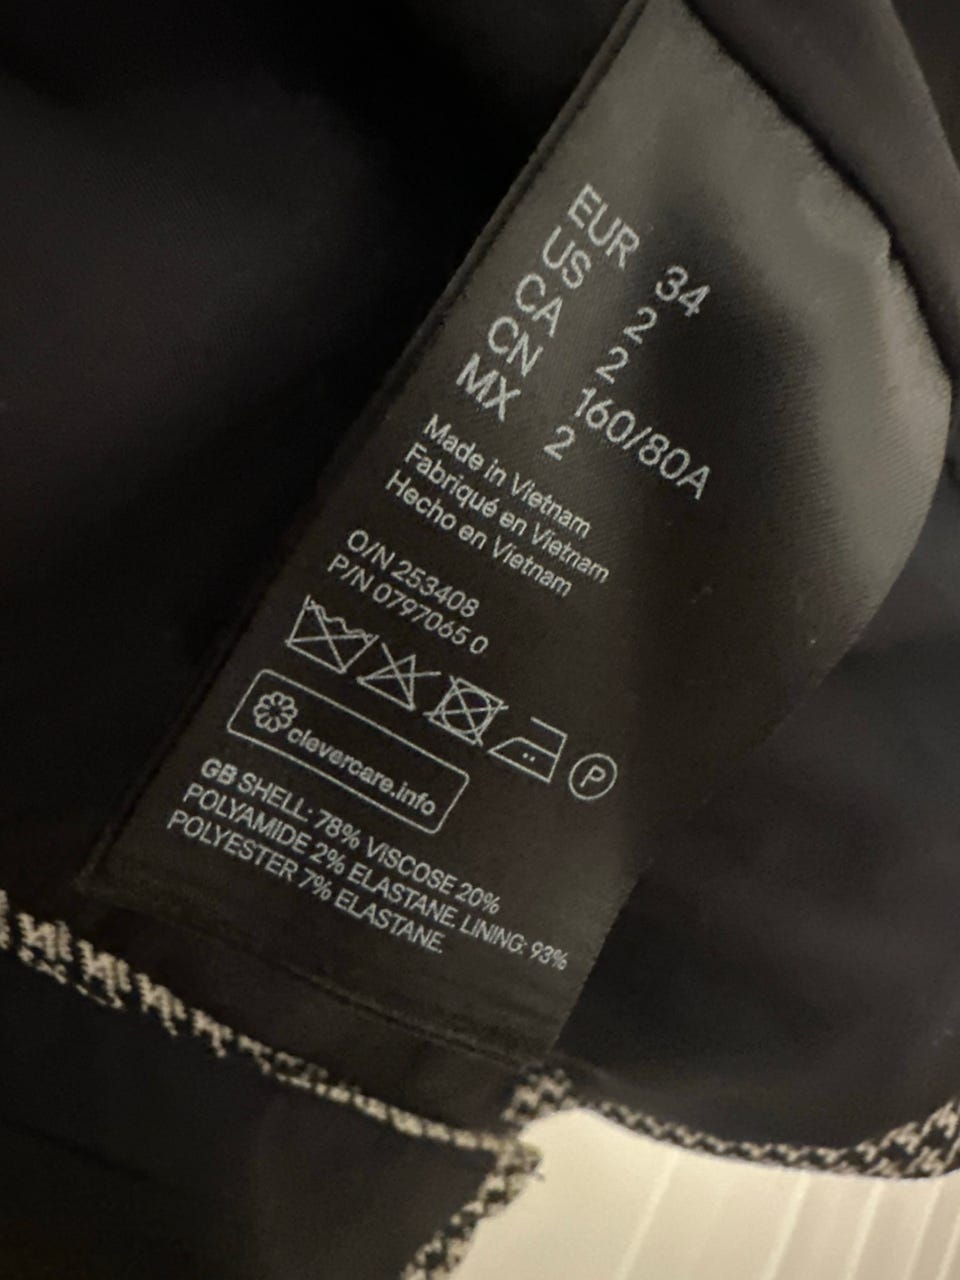 EUR 34
US 2
CA 2
CN 160/80A
MX 2
Made in Vietnam
Fabriqué en Vietnam
Hecho en Vietnam
O/N 253408
P/N 0797065 0
P
clevercare.info
GB SHELL: 78% VISCOSE 20%
POLYAMIDE 2% ELASTANE. LINING: 93%
POLYESTER 7% ELASTANE.